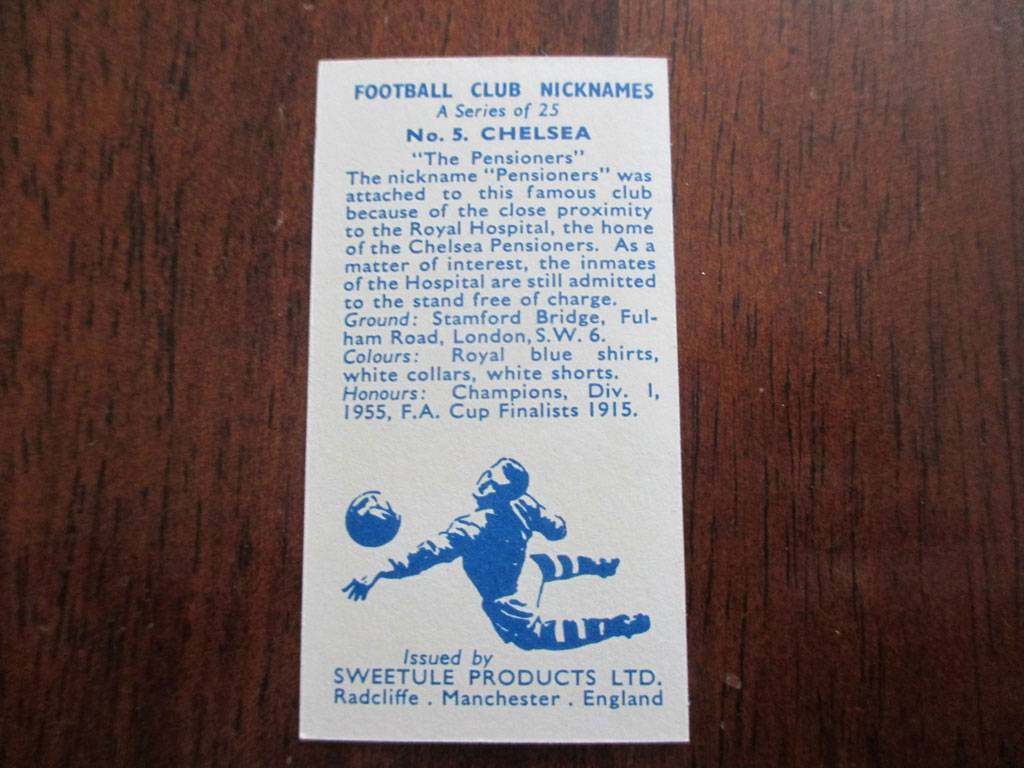 FOOTBALL CLUB NICKNAMES
A Series of 25
No. 5. CHELSEA
"The Pensioners"
The nickname "Pensioners" was
attached to this famous club
because of the close proximity
to the Royal Hospital, the home
of the Chelsea Pensioners. As a
matter of interest, the inmates
of the Hospital are still admitted
to the stand free of charge.
Ground: Stamford Bridge, Ful-
ham Road, London, S.W. 6.
Colours: Royal blue shirts,
white collars, white shorts.
Honours: Champions, Div. 1,
1955, F.A. Cup Finalists 1915.
Issued by
SWEETULE PRODUCTS LTD.
Radcliffe . Manchester . England